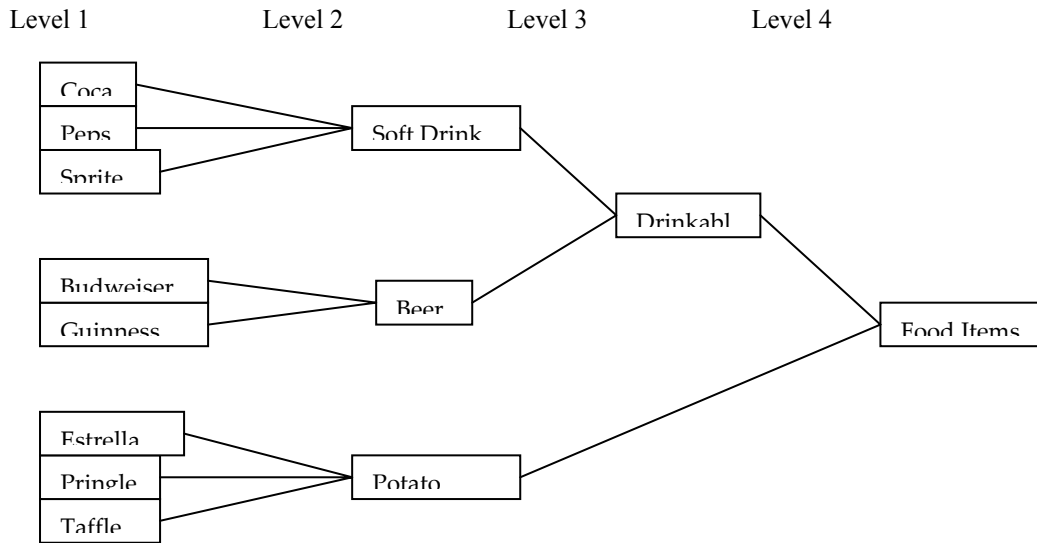 Level 1 Level 2 Level 3 Level 4
Coca
Peps
Sprite
Soft Drink
Drinkabl
Budweiser
Guinness
Beer
Food Items
Estrella
Pringle
Taffle
Potato